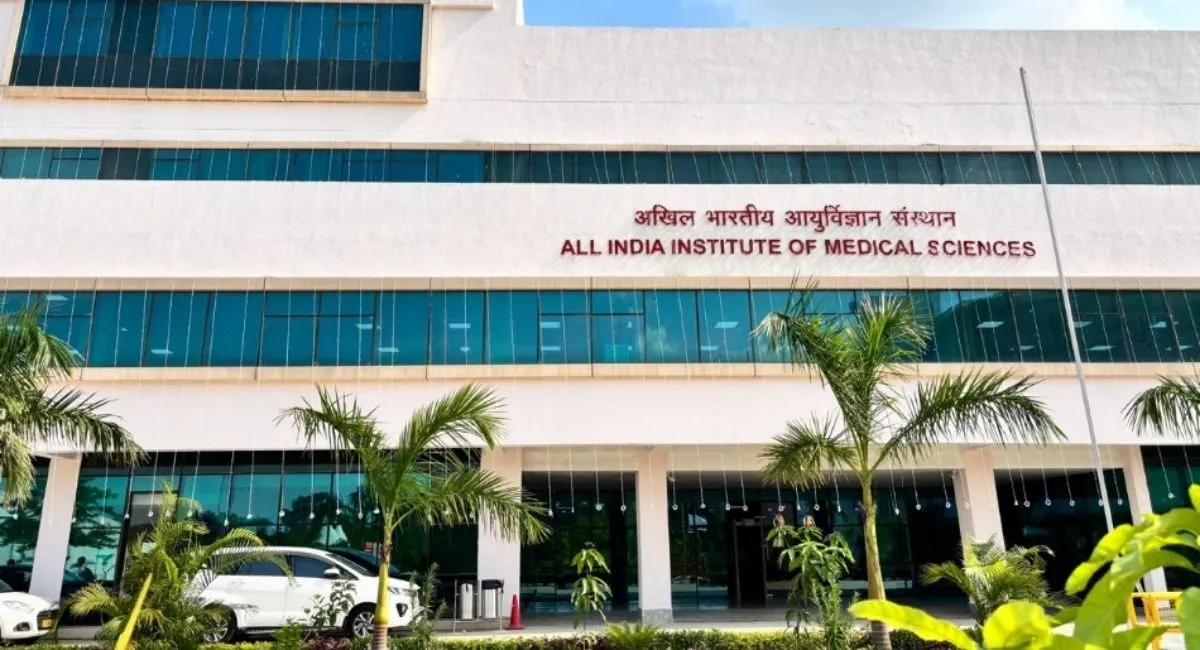 अखिल भारतीय आयुर्विज्ञान संस्थान
ALL INDIA INSTITUTE OF MEDICAL SCIENCES